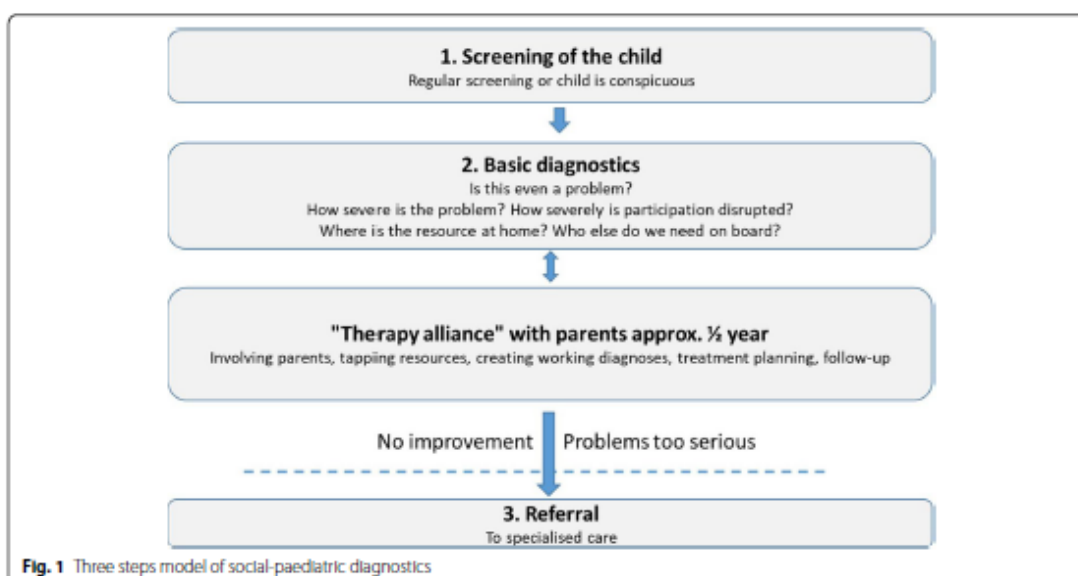 1. Screening of the child
Regular screening or child is conspicuous
2. Basic diagnostics
Is this even a problem?
How severe is the problem? How severely is participation disrupted?
Where is the resource at home? Who else do we need on board?
"Therapy alliance" with parents approx. ½ year
Involving parents, tappiing resources, creating working diagnoses, treatment planning, follow-up
No improvement Problems too serious
3. Referral
To specialised care
Fig. 1 Three steps model of social-paediatric diagnostics